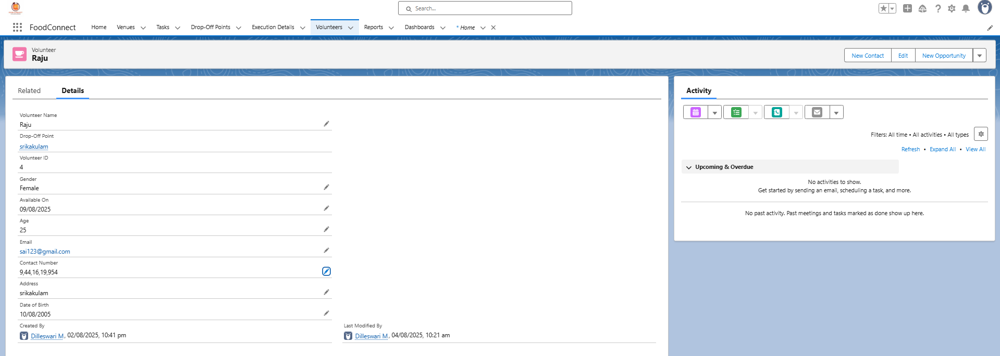 Search...
FoodConnect
Home
Venues
Tasks
Drop-Off Points
Execution Details
Volunteers
Reports
Dashboards
* Home
Volunteer
Raju
New Contact
Edit
New Opportunity
Related
Details
Volunteer Name
Raju
Drop-Off Point
srikakulam
Volunteer ID
4
Gender
Female
Available On
09/08/2025
Age
25
Email
sai123@gmail.com
Contact Number
9,44,16,19,954
Address
srikakulam
Date of Birth
10/08/2005
Created By
Dilleswari M, 02/08/2025, 10:41 pm
Last Modified By
Dilleswari M, 04/08/2025, 10:21 am
Activity
Filters: All time • All activities • All types
Refresh • Expand All • View All
Upcoming & Overdue
No activities to show.
Get started by sending an email, scheduling a task, and more.
No past activity. Past meetings and tasks marked as done show up here.